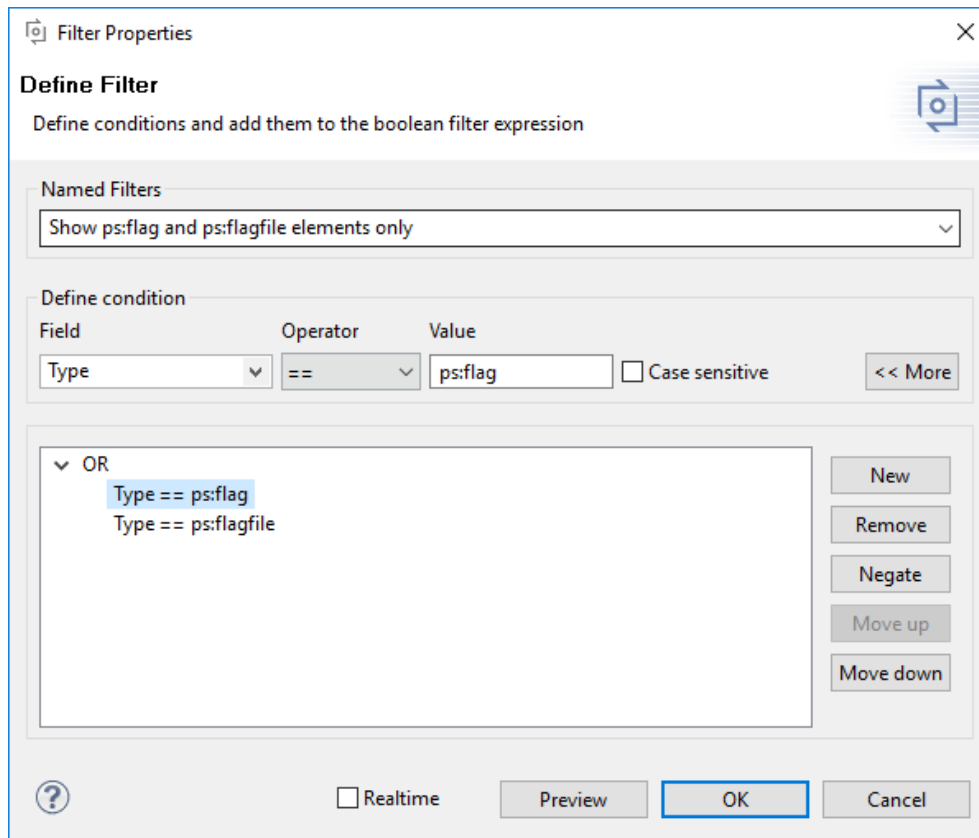 Filter Properties
Define Filter
Define conditions and add them to the boolean filter expression
Named Filters
Show ps:flag and ps:flagfile elements only
Define condition
Field Operator Value
Type == ps:flag Case sensitive << More
OR
Type == ps:flag
Type == ps:flagfile
New
Remove
Negate
Move up
Move down
? Realtime Preview OK Cancel